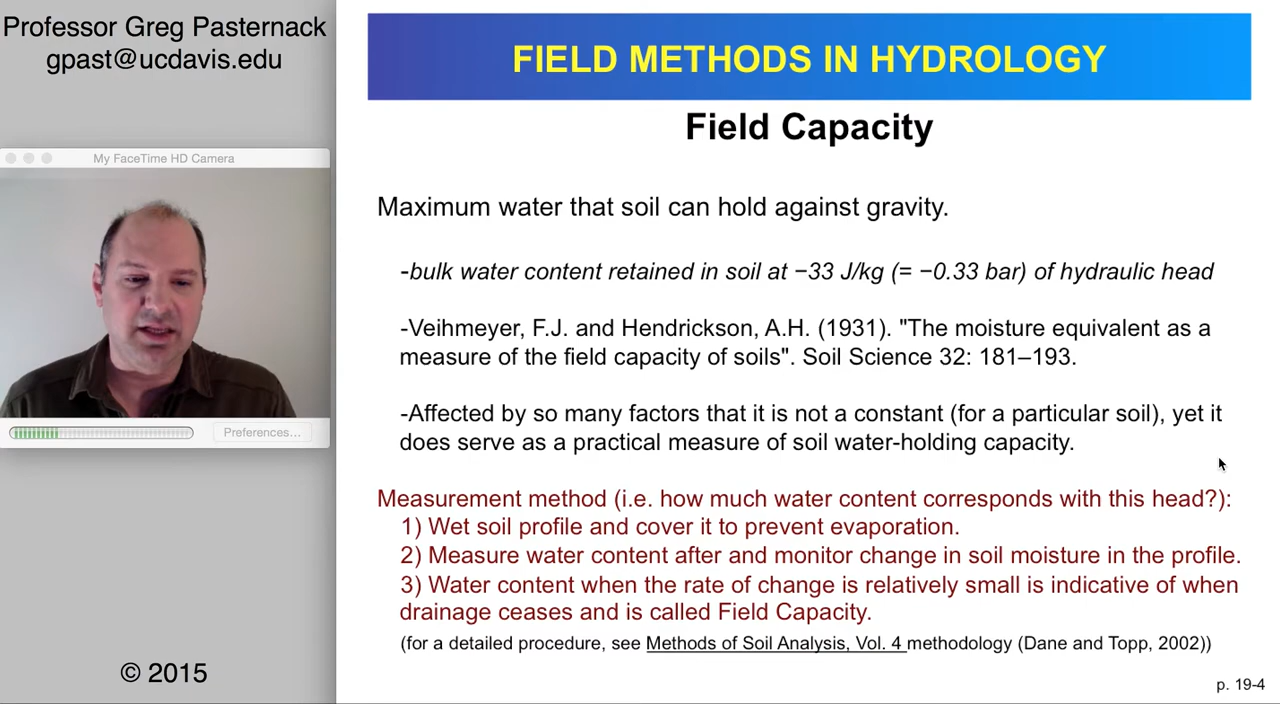 Professor Greg Pasternack
gpast@ucdavis.edu
My FaceTime HD Camera
Preferences...
© 2015
FIELD METHODS IN HYDROLOGY
Field Capacity
Maximum water that soil can hold against gravity.
-bulk water content retained in soil at −33 J/kg (= −0.33 bar) of hydraulic head
-Veihmeyer, F.J. and Hendrickson, A.H. (1931). "The moisture equivalent as a
measure of the field capacity of soils". Soil Science 32: 181–193.
-Affected by so many factors that it is not a constant (for a particular soil), yet it
does serve as a practical measure of soil water-holding capacity.
Measurement method (i.e. how much water content corresponds with this head?):
1) Wet soil profile and cover it to prevent evaporation.
2) Measure water content after and monitor change in soil moisture in the profile.
3) Water content when the rate of change is relatively small is indicative of when
drainage ceases and is called Field Capacity.
(for a detailed procedure, see Methods of Soil Analysis, Vol. 4 methodology (Dane and Topp, 2002))
p. 19-4